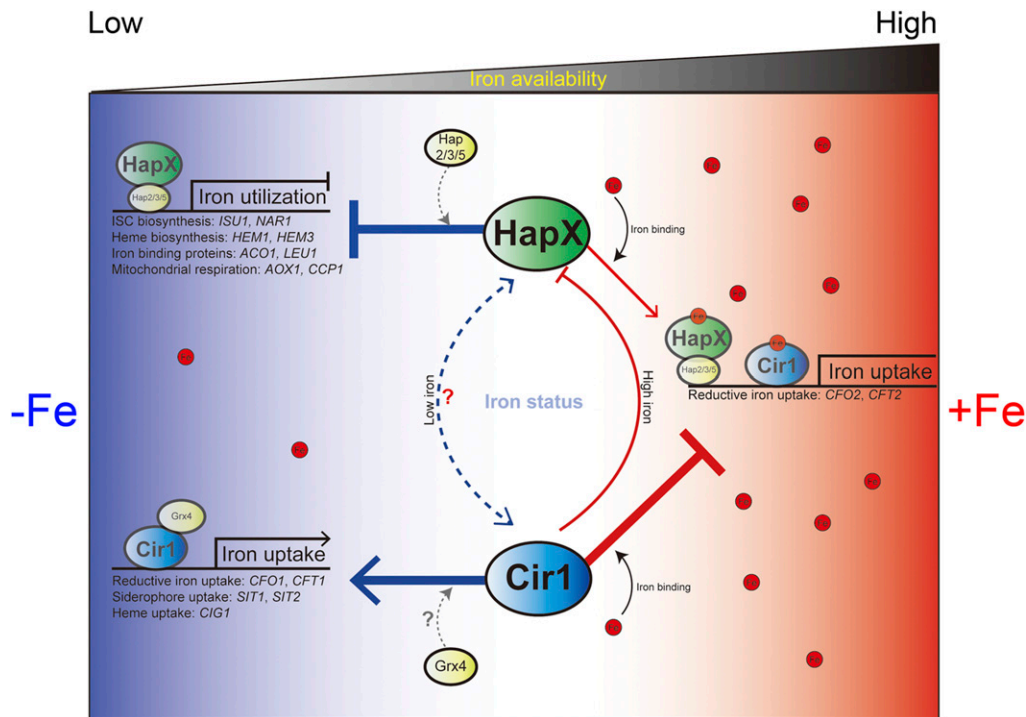 Low
High
Iron availability
HapX
Hap2/3/5
Iron utilization
ISC biosynthesis: ISU1, NAR1
Heme biosynthesis: HEM1, HEM3
Iron binding proteins: ACO1, LEU1
Mitochondrial respiration: AOX1, CCP1
Hap
2/3/5
HapX
Iron binding
HapX
Hap2/3/5
Cir1
Iron uptake
Reductive iron uptake: CFO2, CFT2
-Fe
+Fe
Low iron
?
Iron status
High iron
Grx4
Cir1
Iron uptake
Reductive iron uptake: CFO1, CFT1
Siderophore uptake: SIT1, SIT2
Heme uptake: CIG1
Cir1
Iron binding
?
Grx4